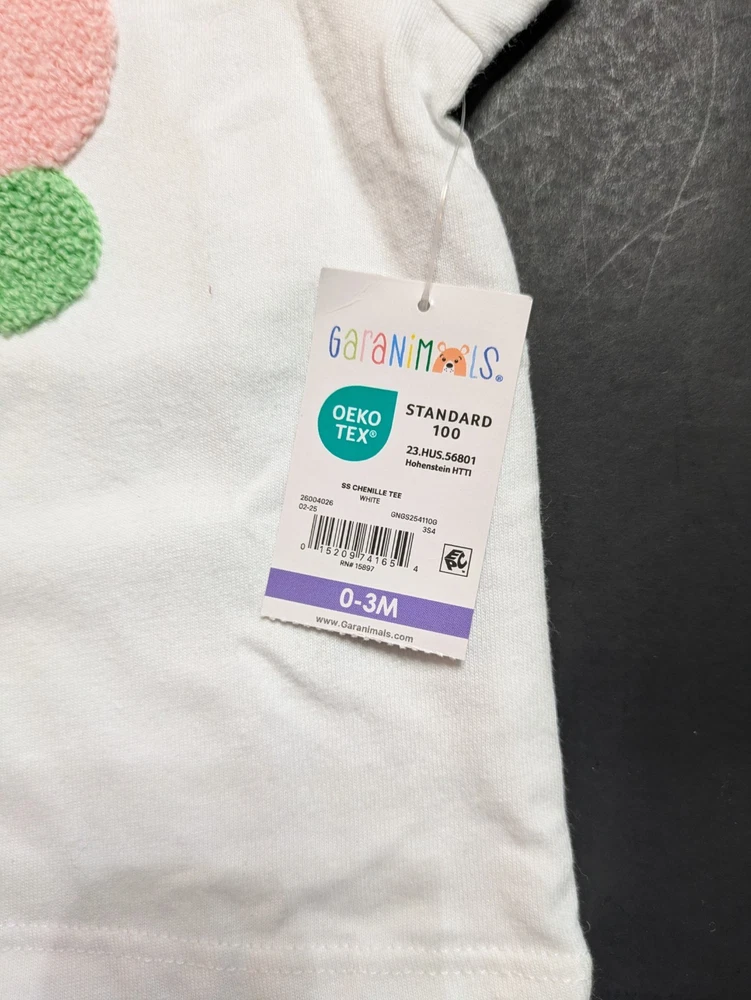 GaraNiMaLS®
OEKO
TEX®
STANDARD
100
23.HUS.56801
Hohenstein HTTI
SS CHENILLE TEE
WHITE
26004026
02-25
GNGS254110G
3S4
0 15209 74165 4
RN# 15897
EPC
0-3M
www.Garanimals.com